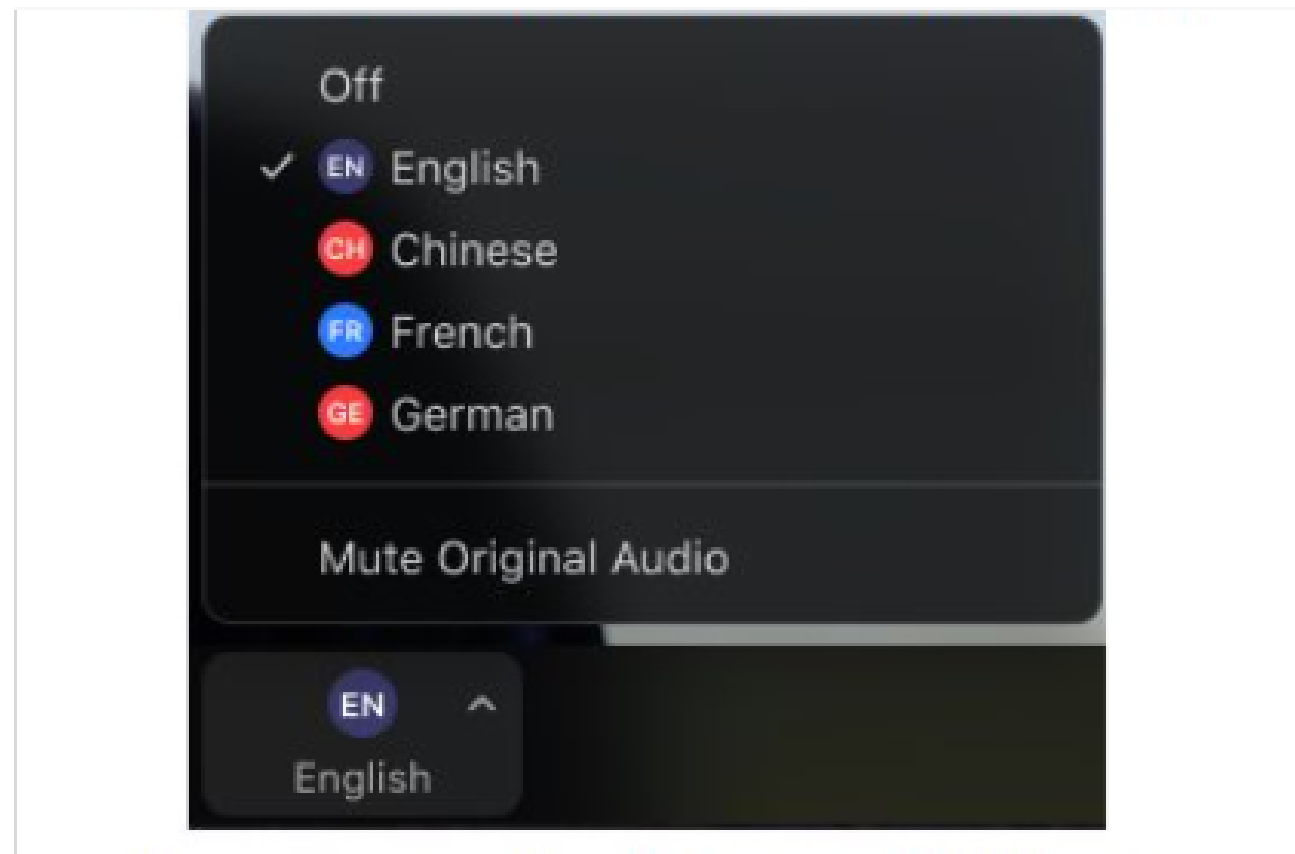 Off
EN English
CH Chinese
FR French
GE German
Mute Original Audio
EN
English